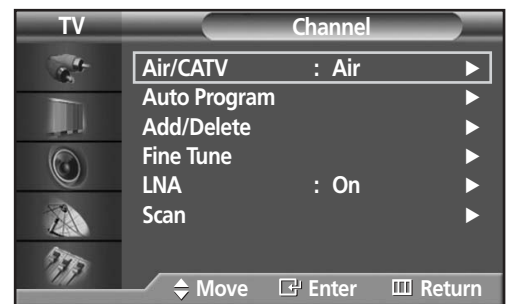 TV Channel
Air/CATV : Air
Auto Program
Add/Delete
Fine Tune
LNA : On
Scan
Move Enter Return